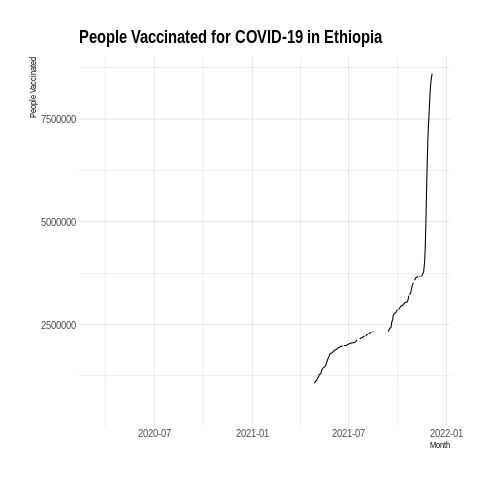 People Vaccinated for COVID-19 in Ethiopia
People Vaccinated
7500000
5000000
2500000
2020-07
2021-01
2021-07
2022-01
Month